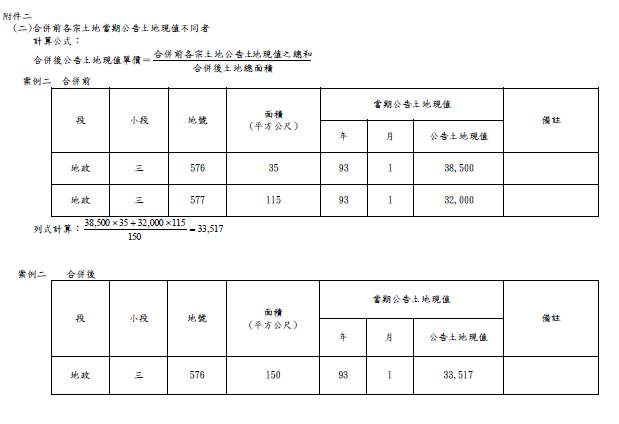 附件二
(二)合併前各宗土地當期公告土地現值不同者
計算公式：
合併後公告土地現值單價＝合併前各宗土地公告土地現值之總和
合併後土地總面積
案例二 合併前
段 小段 地號 面積（平方公尺） 當期公告土地現值 備註
年 月 公告土地現值
地政 三 576 35 93 1 38,500
地政 三 577 115 93 1 32,000
列式計算：38,500×35+32,000×115
150
=33,517
案例二 合併後
段 小段 地號 面積（平方公尺） 當期公告土地現值 備註
年 月 公告土地現值
地政 三 576 150 93 1 33,517